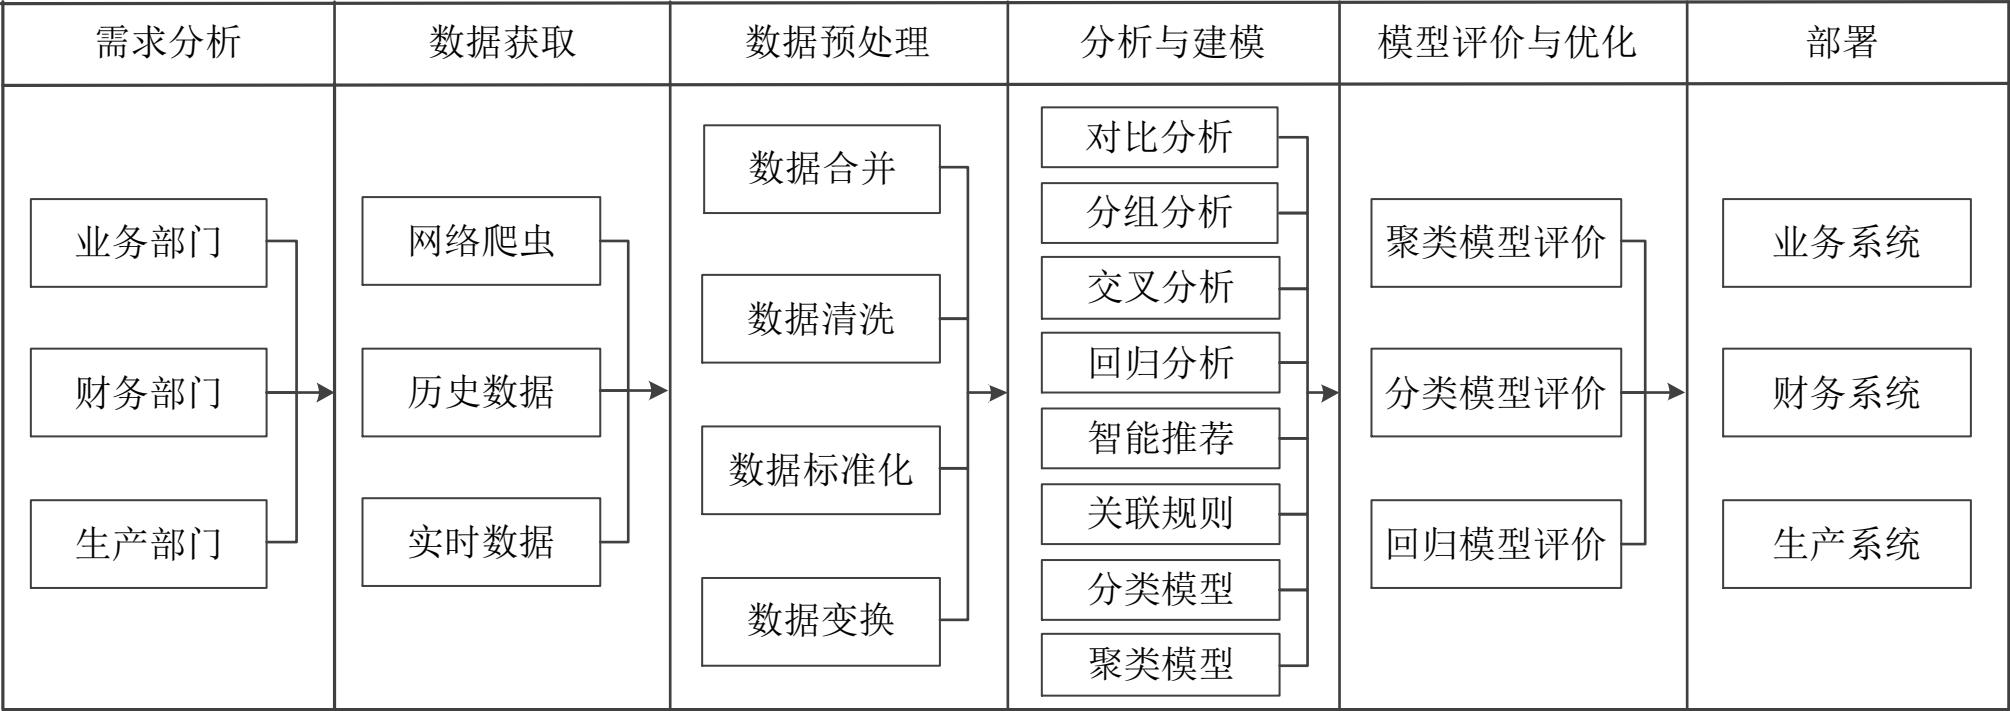 需求分析
数据获取
数据预处理
分析与建模
模型评价与优化
部署
业务部门
财务部门
生产部门
网络爬虫
历史数据
实时数据
数据合并
数据清洗
数据标准化
数据变换
对比分析
分组分析
交叉分析
回归分析
智能推荐
关联规则
分类模型
聚类模型
聚类模型评价
分类模型评价
回归模型评价
业务系统
财务系统
生产系统